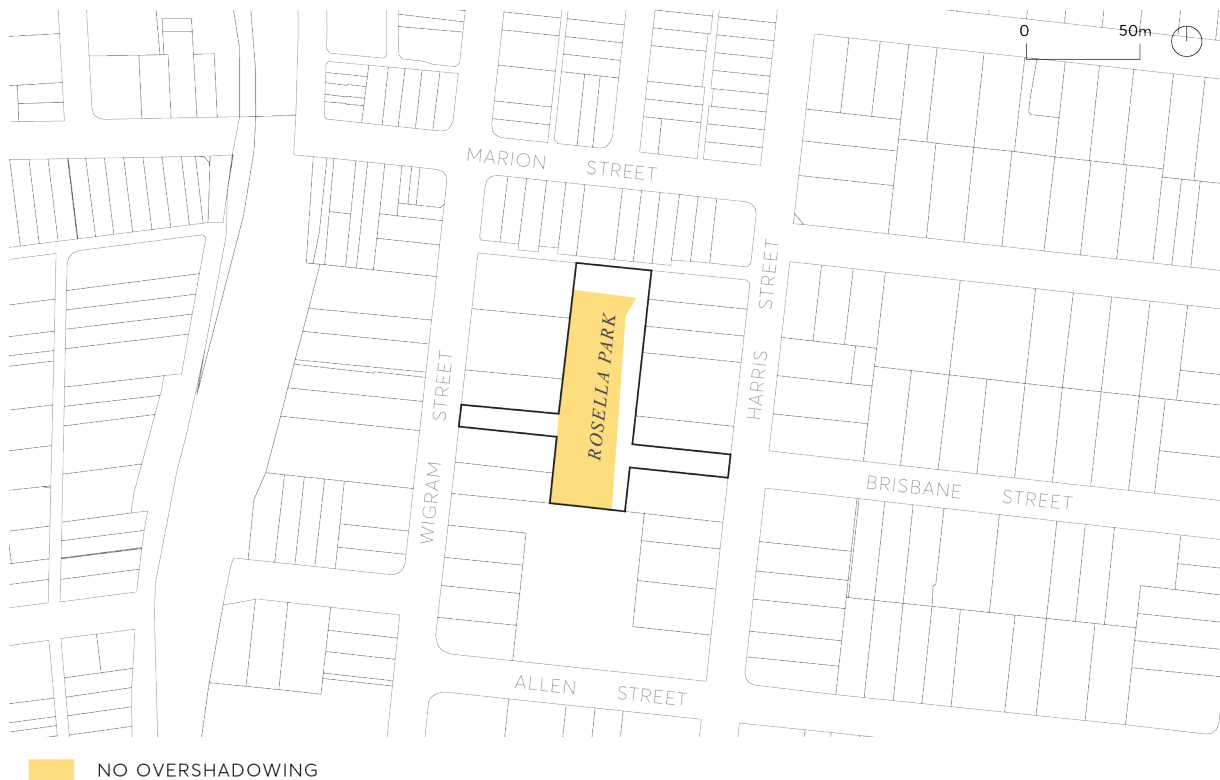 0 50m
MARION STREET
HARRIS STREET
WIGRAM STREET
ROSELLA PARK
BRISBANE STREET
ALLEN STREET
NO OVERSHADOWING